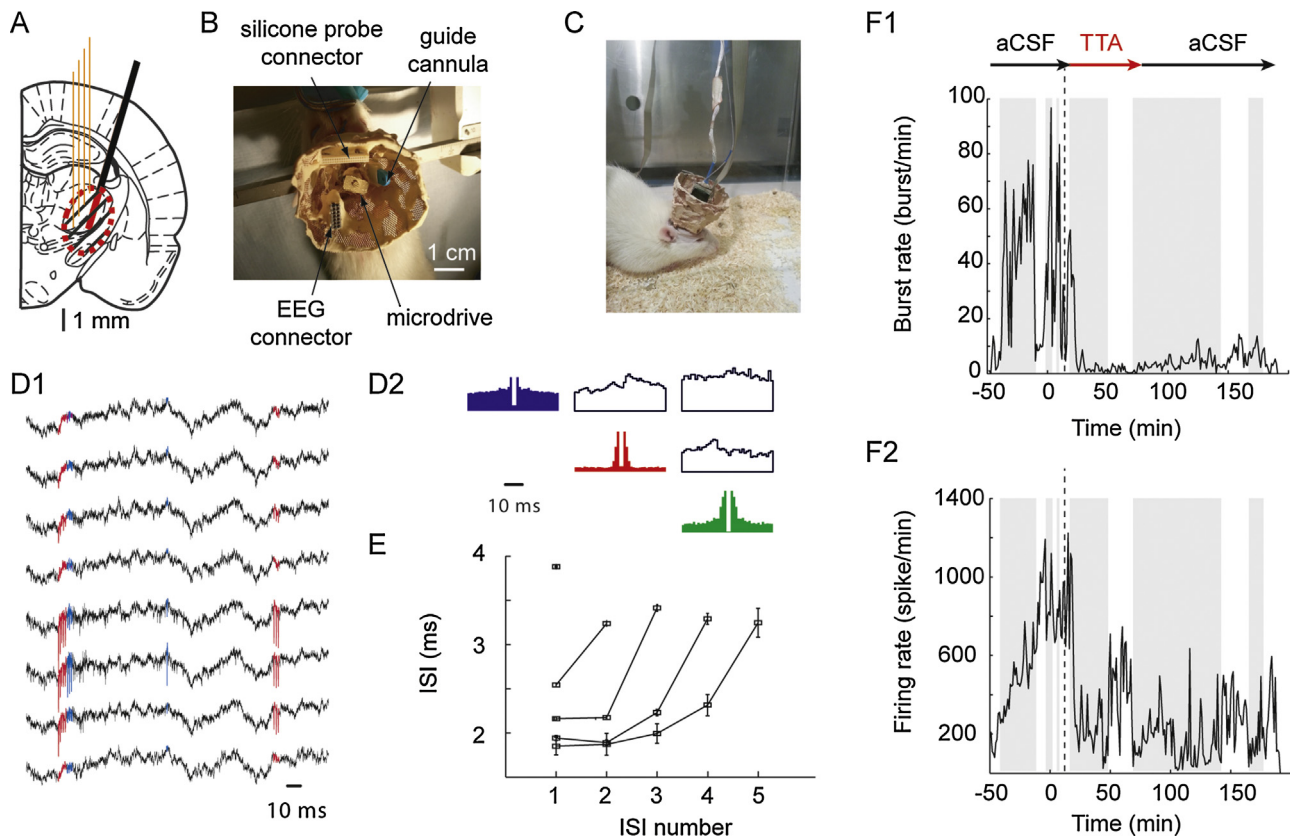 A
1 mm
B
silicone probe
connector
guide
cannula
1 cm
EEG
connector
microdrive
C
D1
10 ms
D2
10 ms
E
4
3
2
ISI (ms)
1 2 3 4 5
ISI number
F1
aCSF TTA aCSF
100
80
60
40
20
0
Burst rate (burst/min)
-50 0 50 100 150
Time (min)
F2
1400
1000
600
200
Firing rate (spike/min)
-50 0 50 100 150
Time (min)